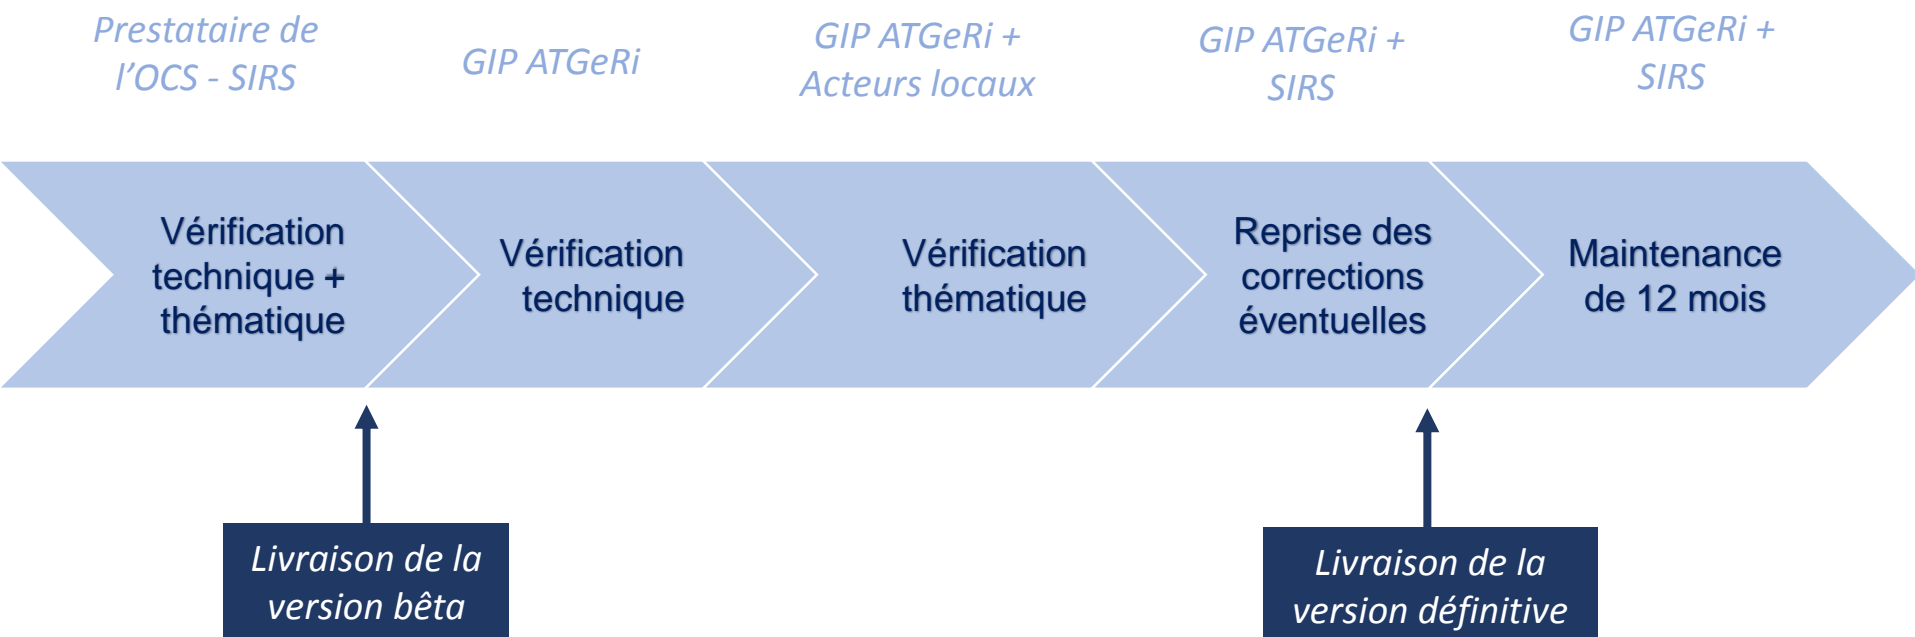 Prestataire de
l'OCS - SIRS
GIP ATGeRi
GIP ATGeRi +
Acteurs locaux
GIP ATGeRi +
SIRS
GIP ATGeRi +
SIRS
Vérification
technique +
thématique
Vérification
technique
Vérification
thématique
Reprise des
corrections
éventuelles
Maintenance
de 12 mois
Livraison de la
version bêta
Livraison de la
version définitive